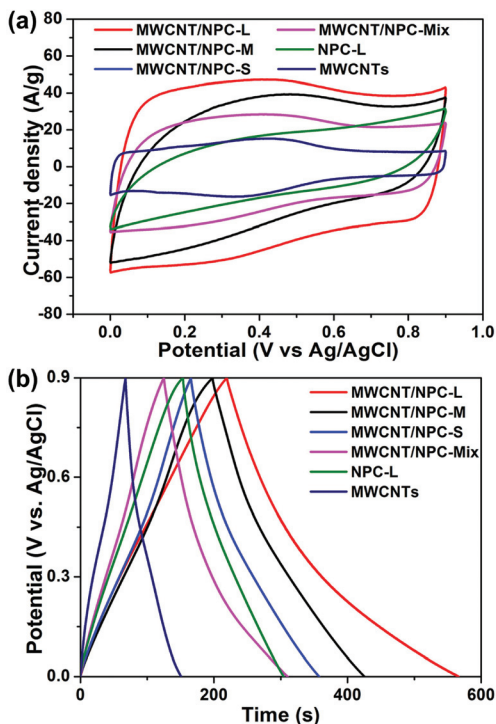 (a)
MWCNT/NPC-L MWCNT/NPC-Mix
MWCNT/NPC-M NPC-L
MWCNT/NPC-S MWCNTs
Current density (A/g)
80
60
40
20
0
-20
-40
-60
-80
0.0 0.2 0.4 0.6 0.8 1.0
Potential (V vs Ag/AgCl)
(b)
MWCNT/NPC-L
MWCNT/NPC-M
MWCNT/NPC-S
MWCNT/NPC-Mix
NPC-L
MWCNTs
Potential (V vs. Ag/AgCl)
0.9
0.6
0.3
0.0
0 200 400 600
Time (s)